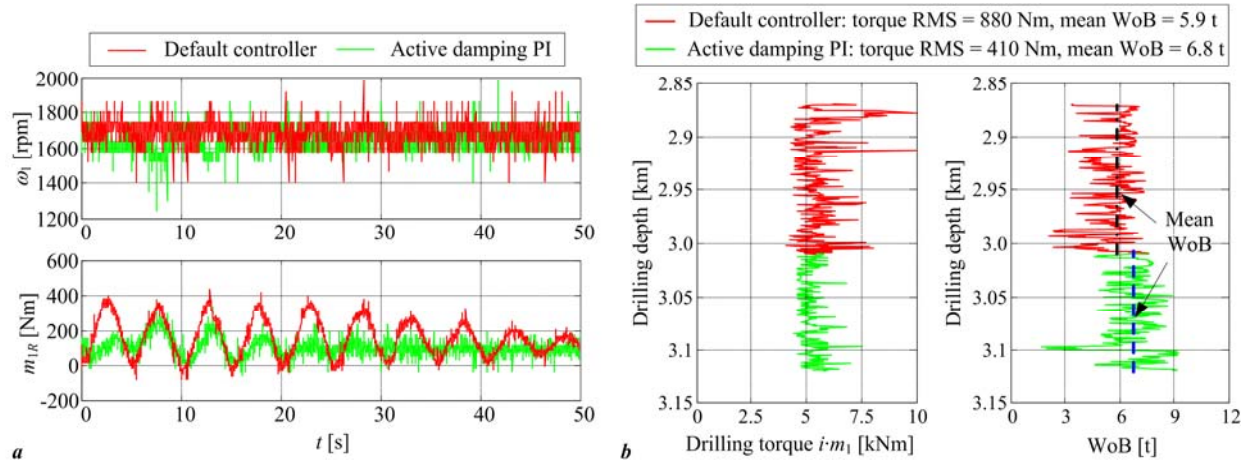 Default controller
Active damping PI
2000
1800
1600
1400
1200
ω1 [rpm]
0 10 20 30 40 50
600
400
200
0
-200
m1R [Nm]
0 10 20 30 40 50
t [s]
a
Default controller: torque RMS = 880 Nm, mean WoB = 5.9 t
Active damping PI: torque RMS = 410 Nm, mean WoB = 6.8 t
2.85
2.9
2.95
3.0
3.05
3.1
3.15
Drilling depth [km]
0 2.5 5 7.5 10
Drilling torque i·m1 [kNm]
2.85
2.9
2.95
3.0
3.05
3.1
3.15
Drilling depth [km]
Mean
WoB
0 3 6 9 12
WoB [t]
b